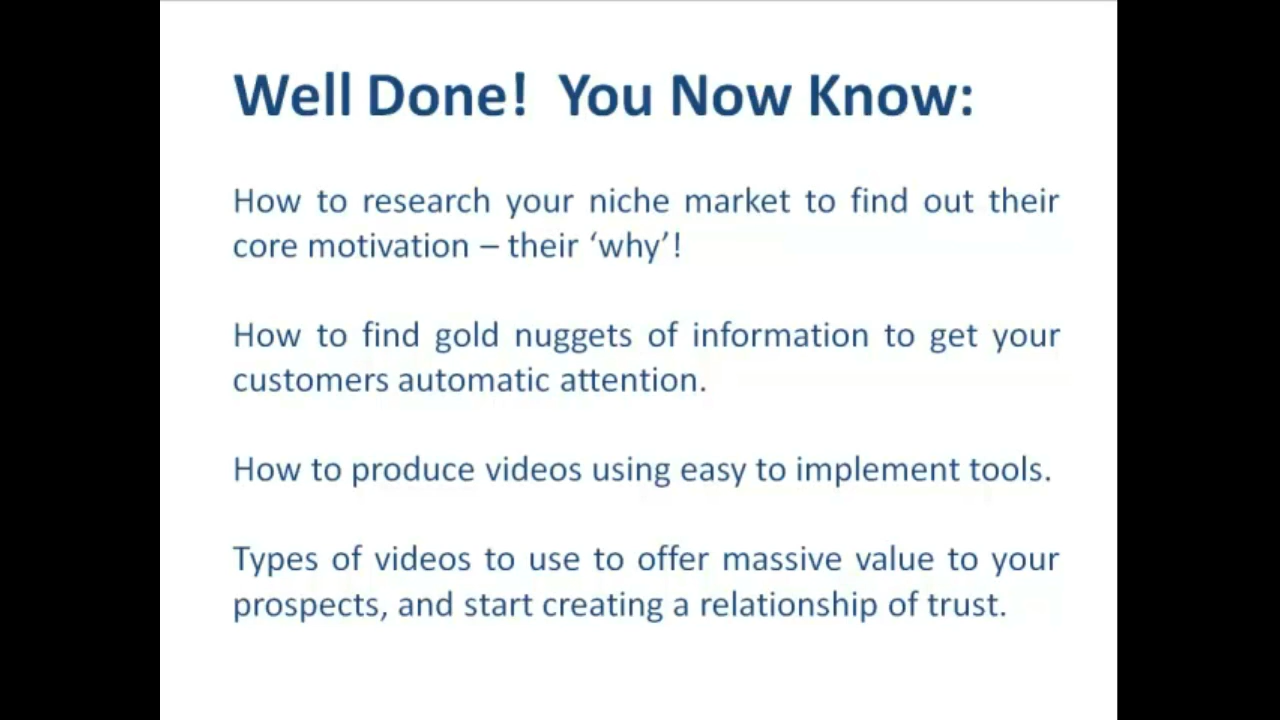 Well Done!  You Now Know:
How to research your niche market to find out their
core motivation – their ‘why’!
How to find gold nuggets of information to get your
customers automatic attention.
How to produce videos using easy to implement tools.
Types of videos to use to offer massive value to your
prospects, and start creating a relationship of trust.